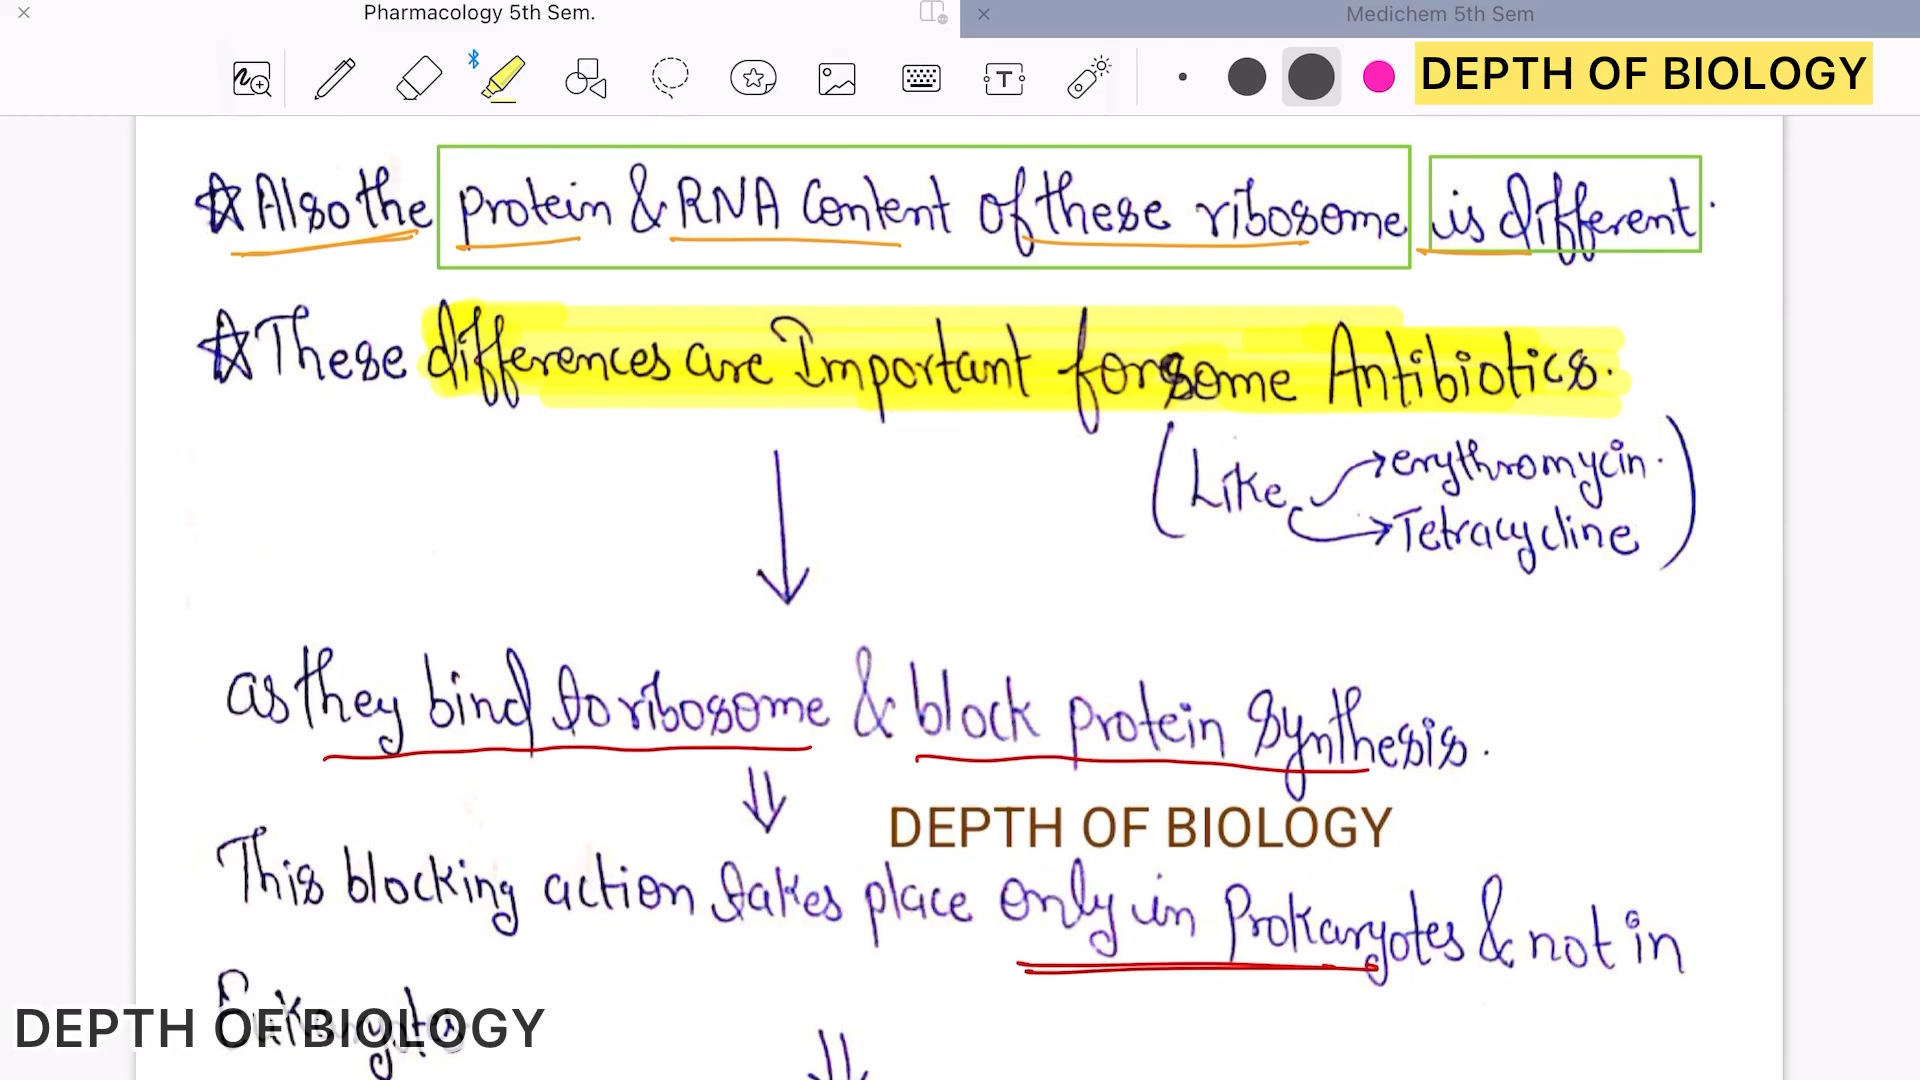 Pharmacology 5th Sem.
Medichem 5th Sem
DEPTH OF BIOLOGY
☆ Also the protein & RNA Content of these ribosome is different.
☆ These differences are Important for some Antibiotics.
(Like → erythromycin.
→ Tetracycline)
as they bind to ribosome & block protein synthesis.
DEPTH OF BIOLOGY
This blocking action takes place only in Prokaryotes & not in
DEPTH OF BIOLOGY